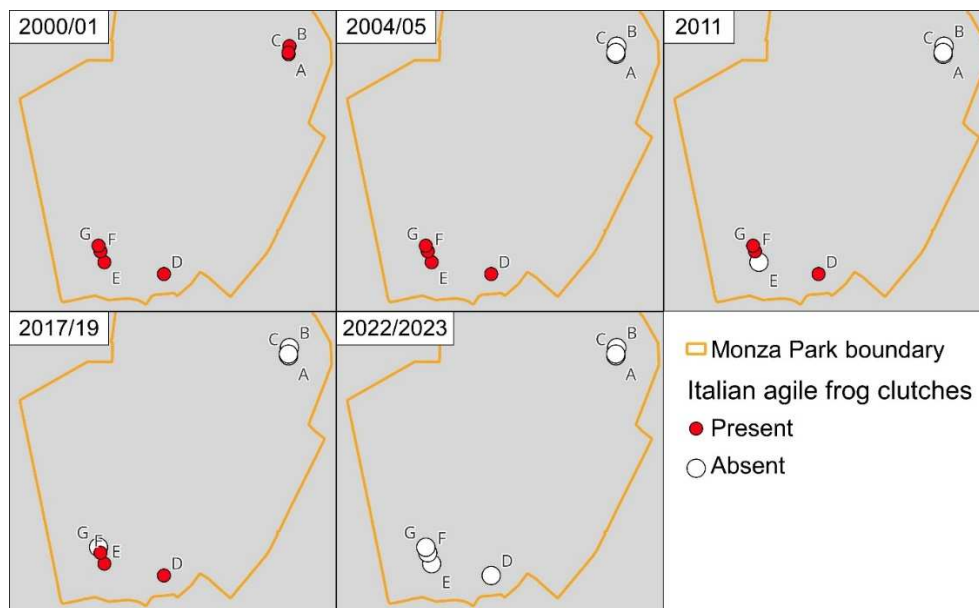 2000/01
C B
A
G F
E
D
2004/05
C B
A
G F
E
D
2011
C B
A
G F
E
D
2017/19
C B
A
G F
E
D
2022/2023
C B
A
G F
E
D
Monza Park boundary
Italian agile frog clutches
Present
Absent